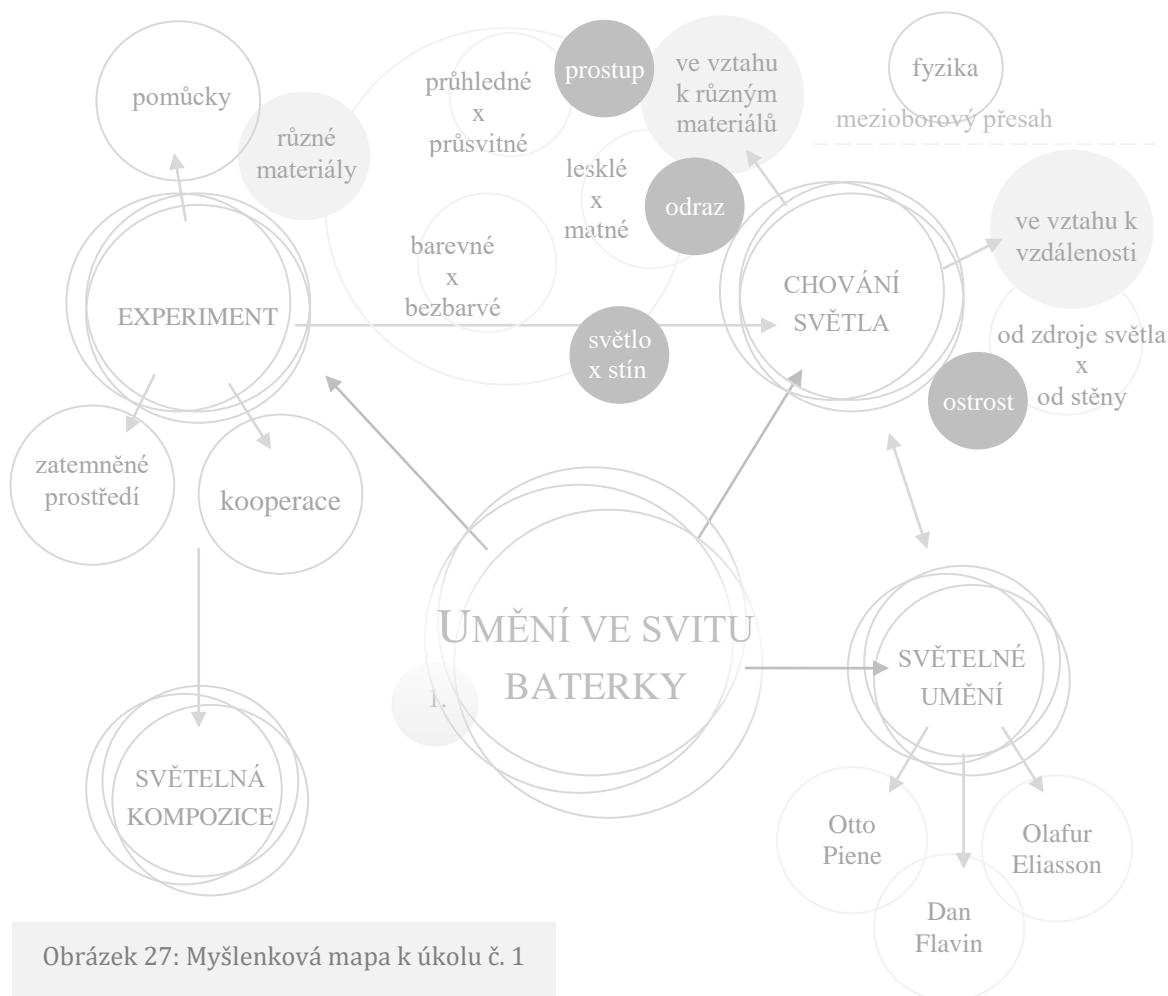 pomůcky
různé
materiály
průhledné
x
průsvitné
prostup
ve vztahu
k různým
materiálů
fyzika
mezioborový přesah
lesklé
x
matné
odraz
barevné
x
bezbarvé
ve vztahu k
vzdálenosti
EXPERIMENT
CHOVÁNÍ
SVĚTLA
světlo
x stín
od zdroje světla
x
od stěny
ostrost
zatemněné
prostředí
kooperace
UMĚNÍ VE SVITU
BATERKY
1.
SVĚTELNÉ
UMĚNÍ
SVĚTELNÁ
KOMPOZICE
Otto
Piene
Olafur
Eliasson
Dan
Flavin
Obrázek 27: Myšlenková mapa k úkolu č. 1